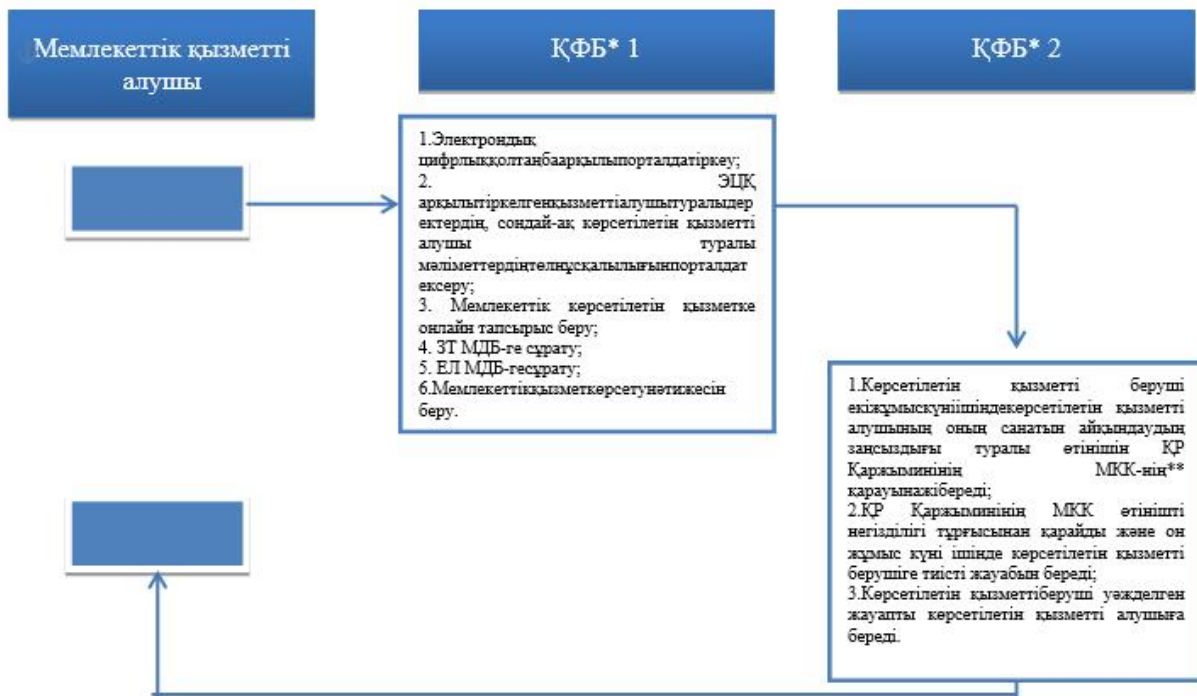 Мемлекеттік қызметті
алушы
ҚФБ* 1
ҚФБ* 2
1.Электрондық
цифрлыққолтаңбаарқылыпорталдатіркеу;
2. ЭЦҚ
арқылытіркелгенқызметтіалушытуралыдер
ектердің, сондай-ақ көрсетілетін қызметті
алушы туралы
мәліметтердіңтөлнұсқалылығынпорталдат
ексеру;
3. Мемлекеттік көрсетілетін қызметке
онлайн тапсырыс беру;
4. ЗТ МДБ-ге сұрату;
5. ЕЛ МДБ-гесұрату;
6.Мемлекеттікқызметкөрсетунәтижесін
беру.
1.Көрсетілетін қызметті беруші
екіжұмыскүніішіндекөрсетілетін қызметті
алушының оның санатын айқындаудың
заңсыздығы туралы өтінішін ҚР
Қаржыминінің МКК-нің**
қарауынажібереді;
2.ҚР Қаржыминінің МКК өтінішті
негізділігі тұрғысынан қарайды және он
жұмыс күні ішінде көрсетілетін қызметті
берушіге тиісті жауабын береді;
3.Көрсетілетін қызметтіберуші уәжделген
жауапты көрсетілетін қызметті алушыға
береді.